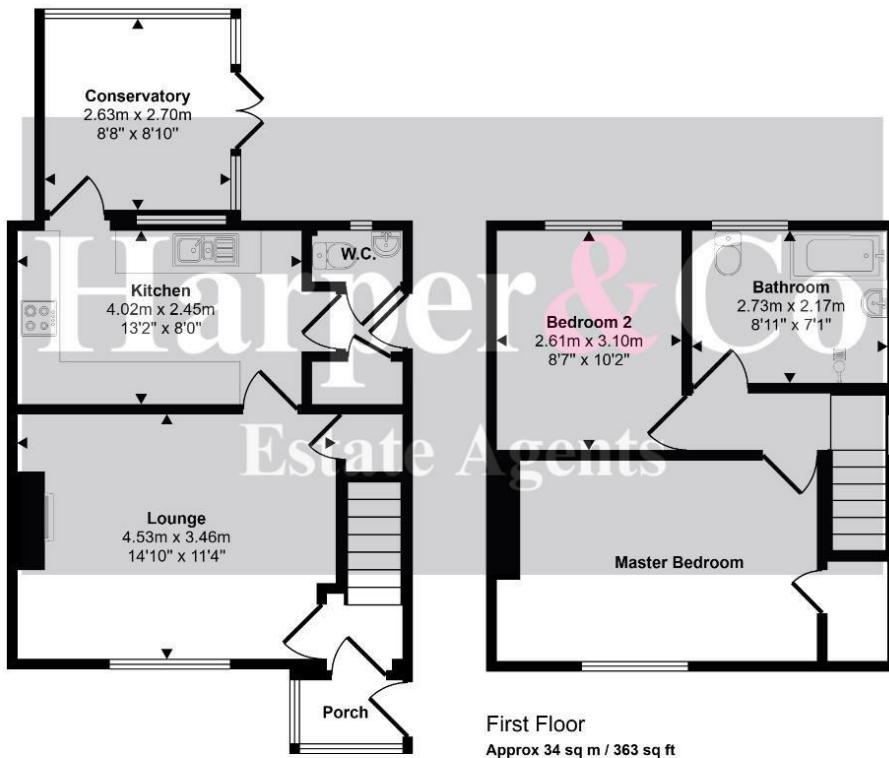 Conservatory
2.63m x 2.70m
8'8" x 8'10"
Kitchen
4.02m x 2.45m
13'2" x 8'0"
W.C.
Lounge
4.53m x 3.46m
14'10" x 11'4"
Porch
Bedroom 2
2.61m x 3.10m
8'7" x 10'2"
Bathroom
2.73m x 2.17m
8'11" x 7'1"
Master Bedroom
First Floor
Approx 34 sq m / 363 sq ft
Harper&Co
Estate Agents